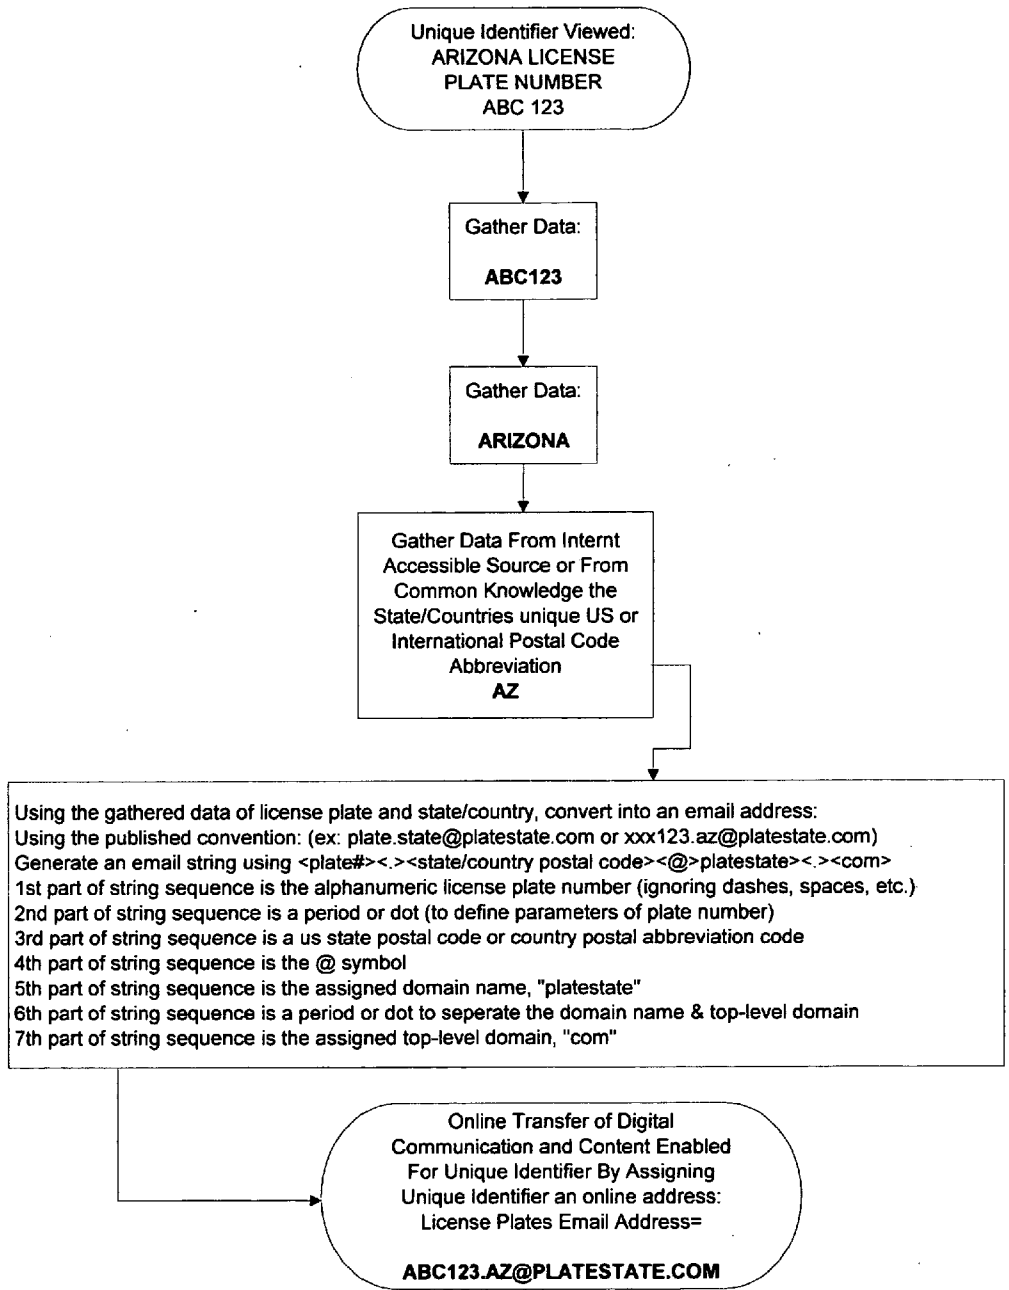 Unique Identifier Viewed:
ARIZONA LICENSE
PLATE NUMBER
ABC 123
Gather Data:
ABC123
Gather Data:
ARIZONA
Gather Data From Internt
Accessible Source or From
Common Knowledge the
State/Countries unique US or
International Postal Code
Abbreviation
AZ
Using the gathered data of license plate and state/country, convert into an email address:
Using the published convention: (ex: plate.state@platestate.com or xxx123.az@platestate.com)
Generate an email string using <plate#><.><state/country postal code><@>platestate><.><com>
1st part of string sequence is the alphanumeric license plate number (ignoring dashes, spaces, etc.)
2nd part of string sequence is a period or dot (to define parameters of plate number)
3rd part of string sequence is a us state postal code or country postal abbreviation code
4th part of string sequence is the @ symbol
5th part of string sequence is the assigned domain name, "platestate"
6th part of string sequence is a period or dot to seperate the domain name & top-level domain
7th part of string sequence is the assigned top-level domain, "com"
Online Transfer of Digital
Communication and Content Enabled
For Unique Identifier By Assigning
Unique Identifier an online address:
License Plates Email Address=
ABC123.AZ@PLATESTATE.COM